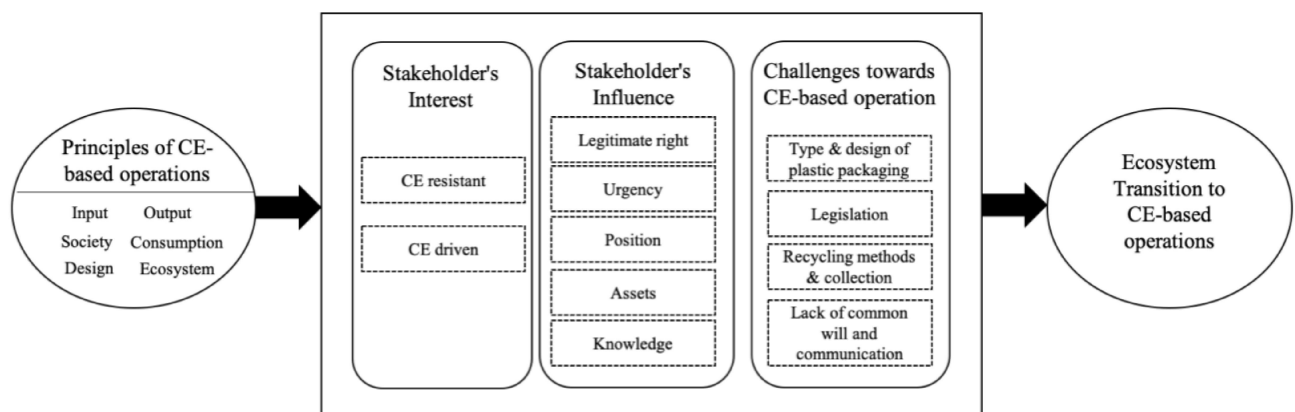 Principles of CE-
based operations
Input Output
Society Consumption
Design Ecosystem
Stakeholder's
Interest
CE resistant
CE driven
Stakeholder's
Influence
Legitimate right
Urgency
Position
Assets
Knowledge
Challenges towards
CE-based operation
Type & design of
plastic packaging
Legislation
Recycling methods
& collection
Lack of common
will and
communication
Ecosystem
Transition to
CE-based
operations